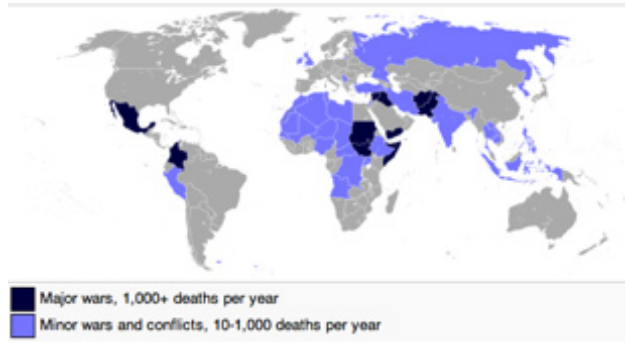 Major wars, 1,000+ deaths per year
Minor wars and conflicts, 10-1,000 deaths per year